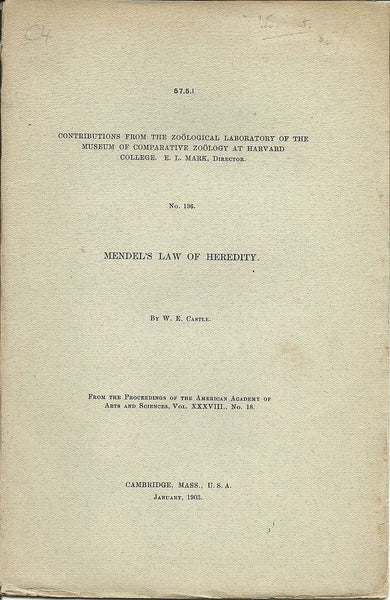 C4
57.5.1
CONTRIBUTIONS FROM THE ZOÖLOGICAL LABORATORY OF THE
MUSEUM OF COMPARATIVE ZOÖLOGY AT HARVARD
COLLEGE. E. L. MARK, DIRECTOR.
No. 136.
MENDEL'S LAW OF HEREDITY.
BY W. E. CASTLE.
FROM THE PROCEEDINGS OF THE AMERICAN ACADEMY OF
ARTS AND SCIENCES, VOL. XXXVIII., No. 18.
CAMBRIDGE, MASS., U. S. A.
JANUARY, 1903.